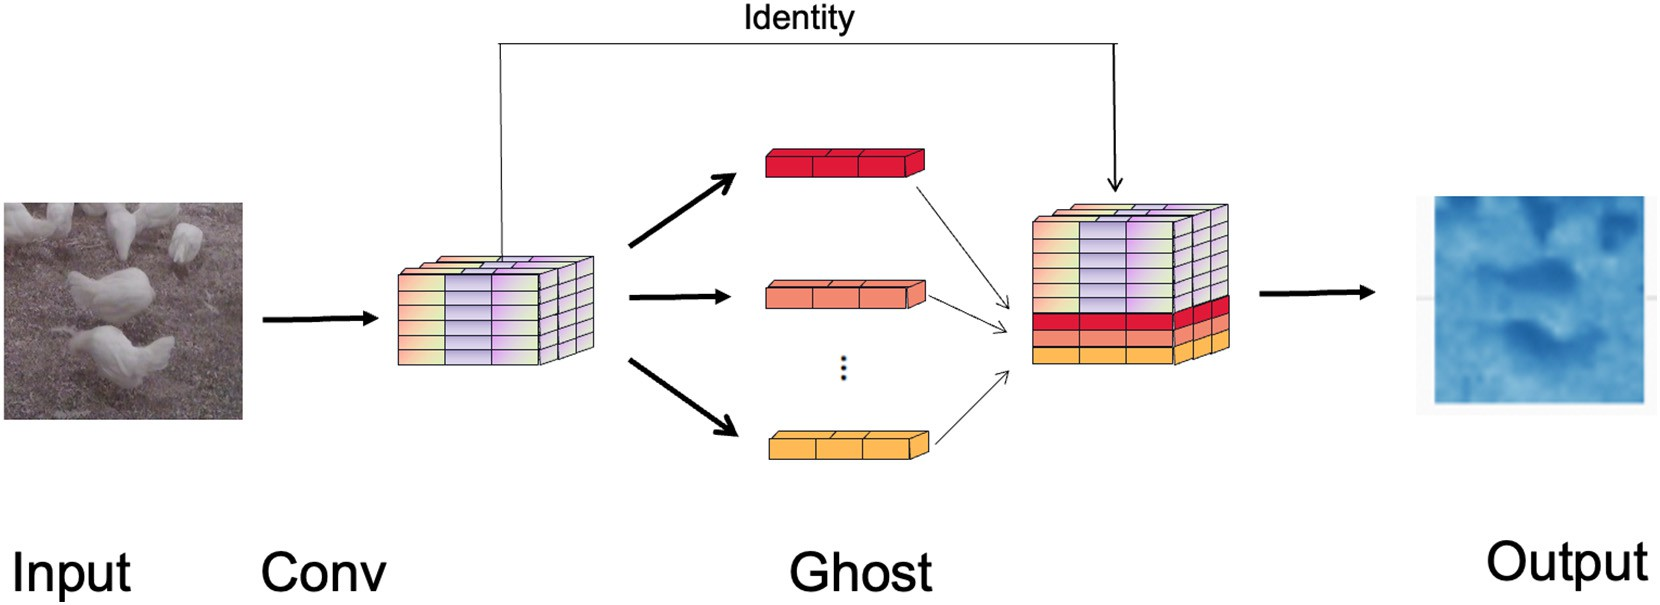 Identity
Input
Conv
Ghost
Output